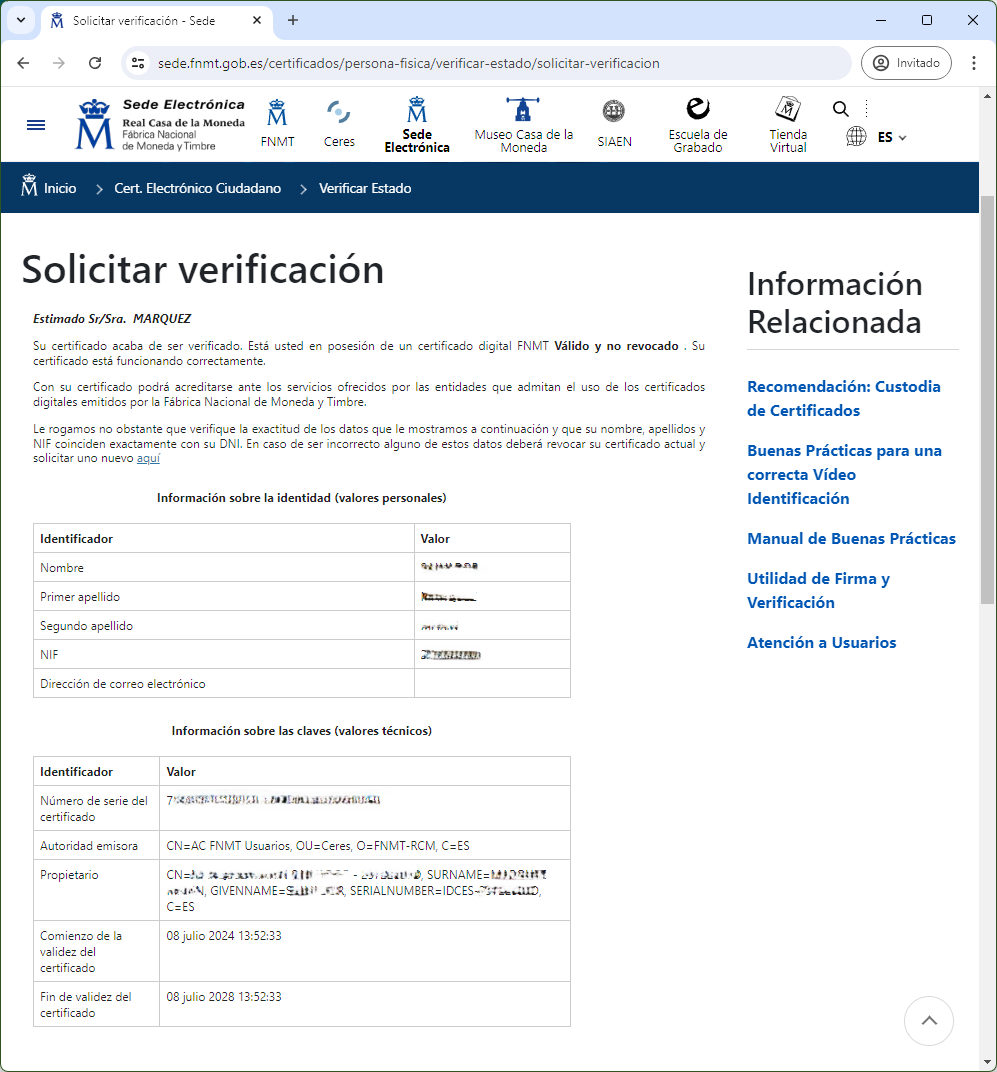 Solicitar verificación - Sede
sede.fnmt.gob.es/certificados/persona-fisica/verificar-estado/solicitar-verificacion
Invitado
Sede Electrónica
Real Casa de la Moneda
Fábrica Nacional
de Moneda y Timbre
FNMT
Ceres
Sede
Electrónica
Museo Casa de la
Moneda
SIAEN
Escuela de
Grabado
Tienda
Virtual
ES
Inicio
Cert. Electrónico Ciudadano
Verificar Estado
Solicitar verificación
Estimado Sr/Sra. MARQUEZ
Su certificado acaba de ser verificado. Está usted en posesión de un certificado digital FNMT Válido y no revocado . Su
certificado está funcionando correctamente.
Con su certificado podrá acreditarse ante los servicios ofrecidos por las entidades que admitan el uso de los certificados
digitales emitidos por la Fábrica Nacional de Moneda y Timbre.
Le rogamos no obstante que verifique la exactitud de los datos que le mostramos a continuación y que su nombre, apellidos y
NIF coinciden exactamente con su DNI. En caso de ser incorrecto alguno de estos datos deberá revocar su certificado actual y
solicitar uno nuevo aquí
Información sobre la identidad (valores personales)
Identificador Valor
Nombre
Primer apellido
Segundo apellido
NIF
Dirección de correo electrónico
Información sobre las claves (valores técnicos)
Identificador Valor
Número de serie del
certificado
Autoridad emisora CN=AC FNMT Usuarios, OU=Ceres, O=FNMT-RCM, C=ES
Propietario CN= , SURNAME=
, GIVENNAME= , SERIALNUMBER=IDCES- ,
C=ES
Comienzo de la
validez del
certificado
08 julio 2024 13:52:33
Fin de validez del
certificado
08 julio 2028 13:52:33
Información
Relacionada
Recomendación: Custodia
de Certificados
Buenas Prácticas para una
correcta Vídeo
Identificación
Manual de Buenas Prácticas
Utilidad de Firma y
Verificación
Atención a Usuarios